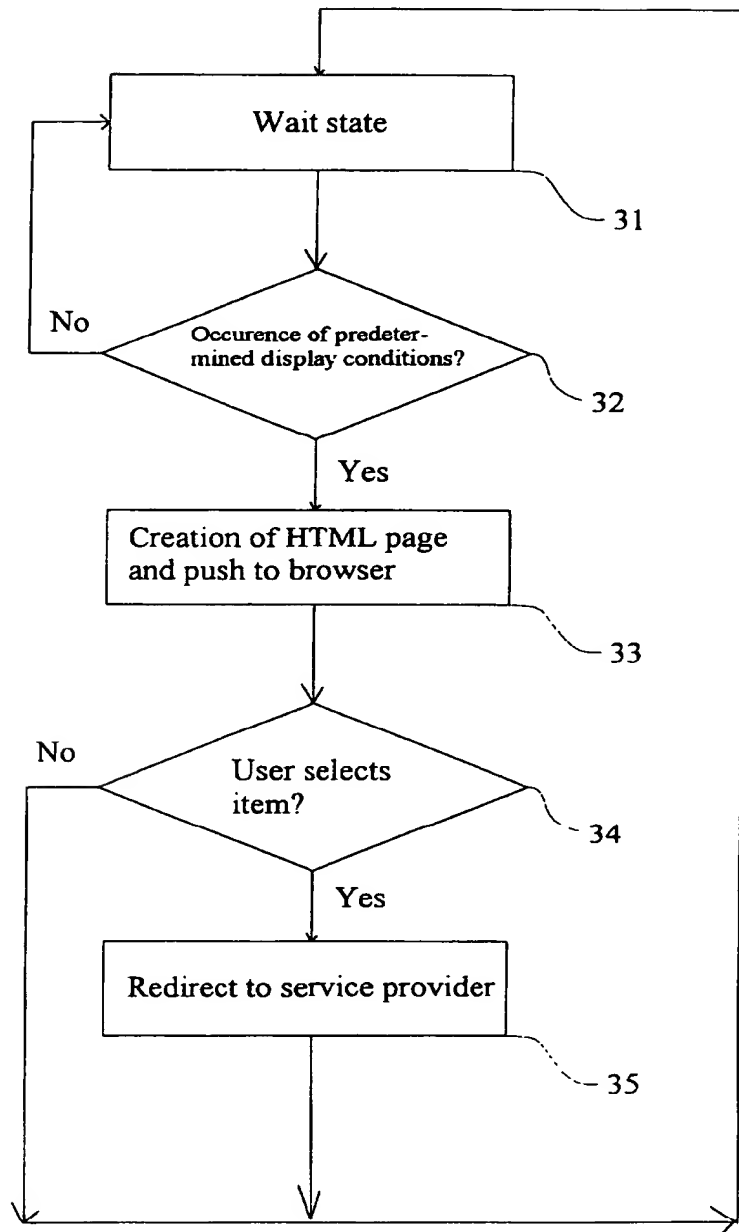 Wait state
31
No
Occurence of predeter-
mined display conditions?
32
Yes
Creation of HTML page
and push to browser
33
No
User selects
item?
34
Yes
Redirect to service provider
35